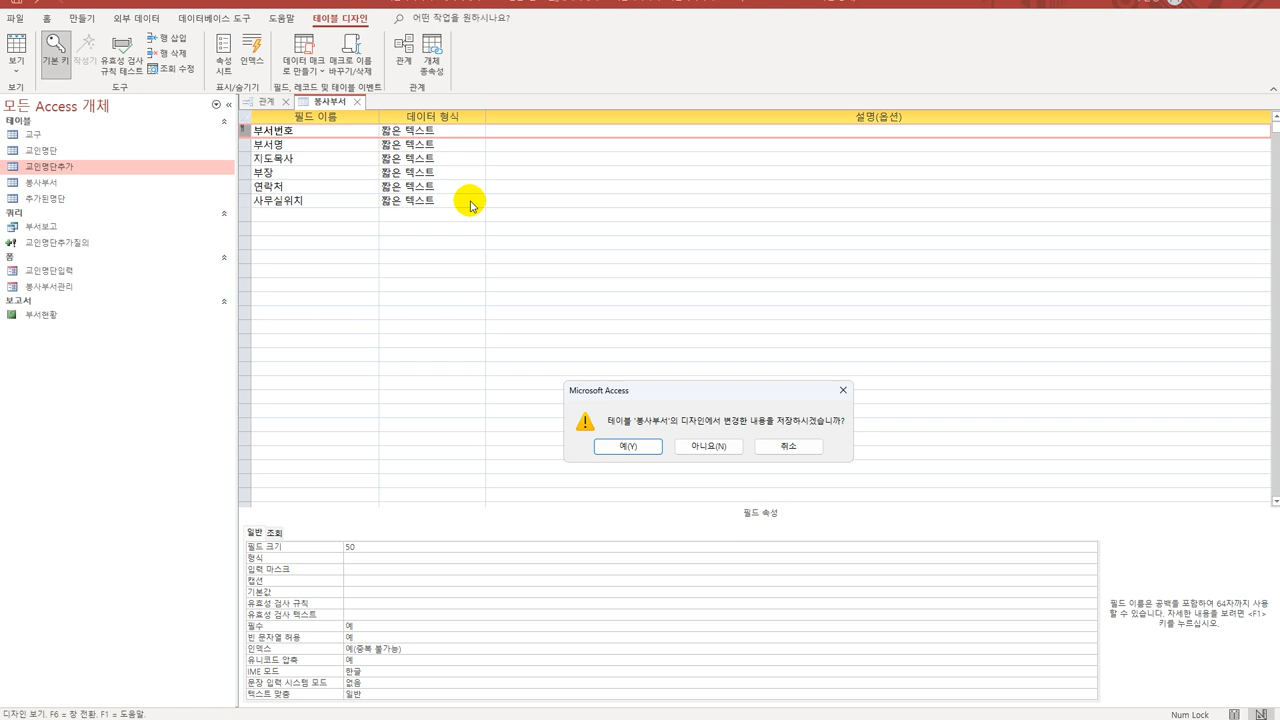 파일 홈 만들기 외부 데이터 데이터베이스 도구 도움말 테이블 디자인 어떤 작업을 원하시나요?
보기 기본 키 작성기 유효성 검사 규칙 테스트 행 삽입 행 삭제 조회 수정 속성 시트 인덱스 데이터 매크로 만들기 매크로 이름 바꾸기/삭제 관계 개체 종속성
보기 도구 표시/숨기기 필드, 레코드 및 테이블 이벤트 관계
모든 Access 개체 «
관계 봉사부서
테이블
교구
교인명단
교인명단추가
봉사부서
추가된명단
쿼리
부서보고
교인명단추가질의
폼
교인명단입력
봉사부서관리
보고서
부서현황
필드 이름 데이터 형식 설명(옵션)
부서번호 짧은 텍스트
부서명 짧은 텍스트
지도목사 짧은 텍스트
부장 짧은 텍스트
연락처 짧은 텍스트
사무실위치 짧은 텍스트
Microsoft Access
테이블 '봉사부서'의 디자인에서 변경한 내용을 저장하시겠습니까?
예(Y) 아니요(N) 취소
필드 속성
일반 조회
필드 크기 50
형식
입력 마스크
캡션
기본값
유효성 검사 규칙
유효성 검사 텍스트
필수 예
빈 문자열 허용 예
인덱스 예(중복 불가능)
유니코드 압축 예
IME 모드 한글
문장 입력 시스템 모드 없음
텍스트 맞춤 일반
필드 이름은 공백을 포함하여 64자까지 사용
할 수 있습니다. 자세한 내용을 보려면 <F1>
키를 누르십시오.
디자인 보기. F6 = 창 전환. F1 = 도움말. Num Lock